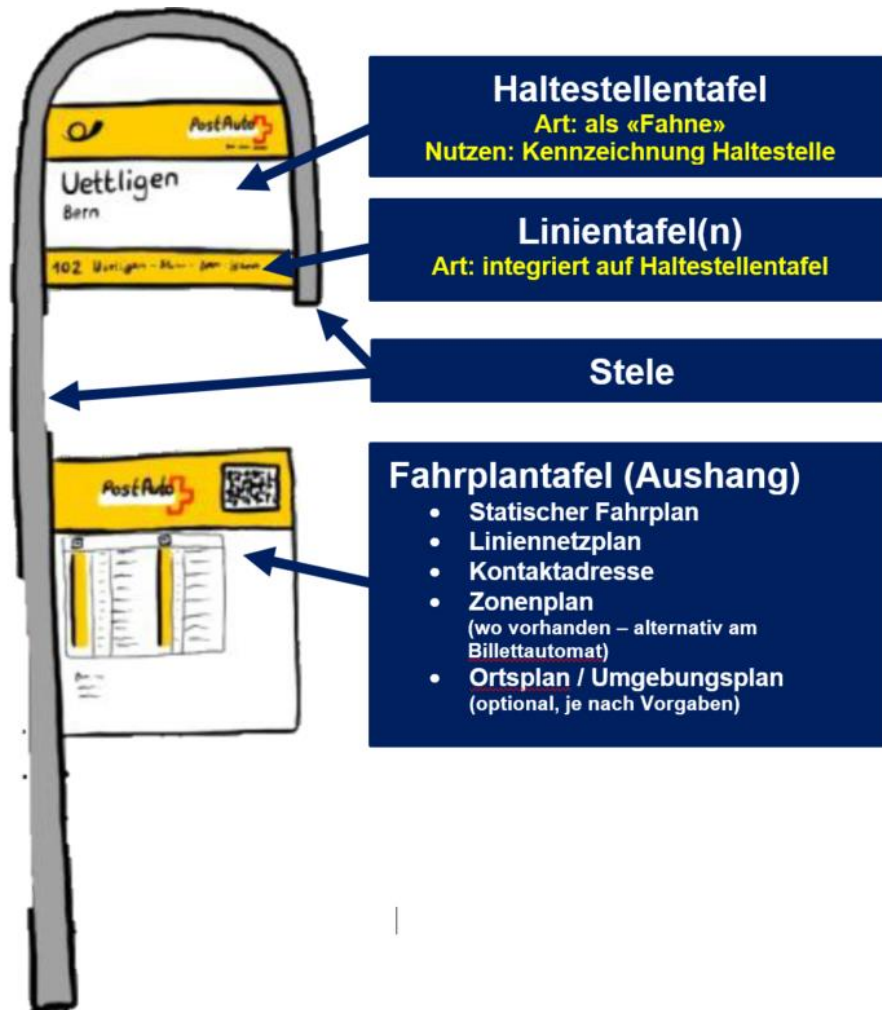 PostAuto
Uettligen
Bern
102
PostAuto
Haltestellentafel
Art: als «Fahne»
Nutzen: Kennzeichnung Haltestelle
Linientafel(n)
Art: integriert auf Haltestellentafel
Stele
Fahrplantafel (Aushang)
• Statischer Fahrplan
• Liniennetzplan
• Kontaktadresse
• Zonenplan
(wo vorhanden – alternativ am
Billettautomat)
• Ortsplan / Umgebungsplan
(optional, je nach Vorgaben)